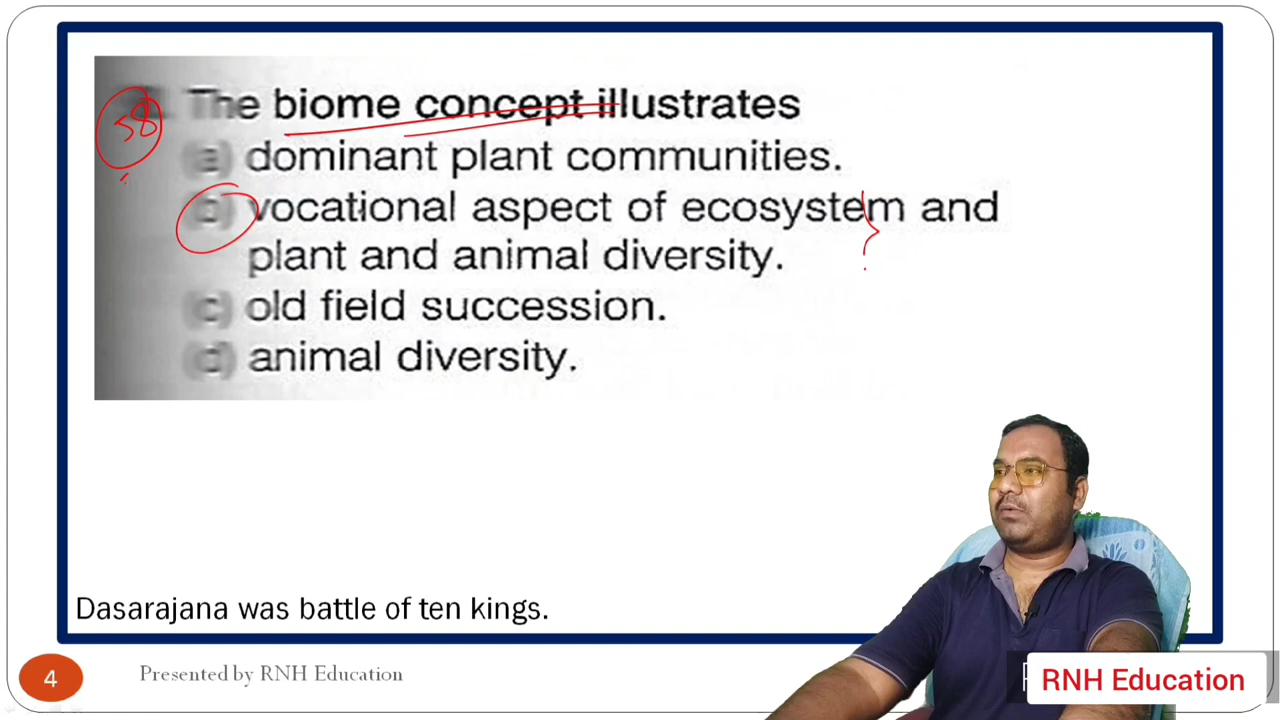 58
The biome concept illustrates
a) dominant plant communities.
b) vocational aspect of ecosystem and
plant and animal diversity.
c) old field succession.
d) animal diversity.
Dasarajana was battle of ten kings.
4
Presented by RNH Education
RNH Education